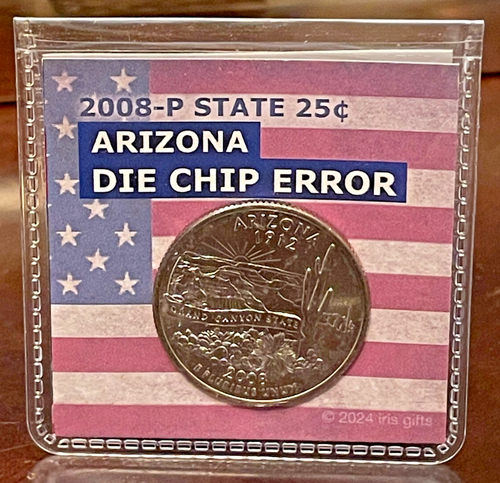 2008-P STATE 25¢
ARIZONA
DIE CHIP ERROR
ARIZONA
1912
GRAND CANYON STATE
2008
E PLURIBUS UNUM
© 2024 iris gifts